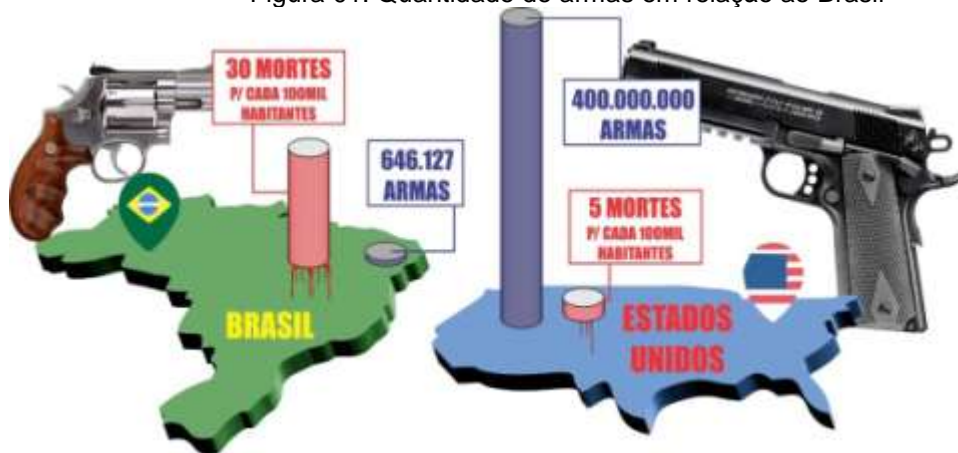 Figura 01: Quantidade de armas em relação ao Brasil
30 MORTES
P/ CADA 100MIL
HABITANTES
646.127
ARMAS
BRASIL
400.000.000
ARMAS
5 MORTES
P/ CADA 100MIL
HABITANTES
ESTADOS
UNIDOS